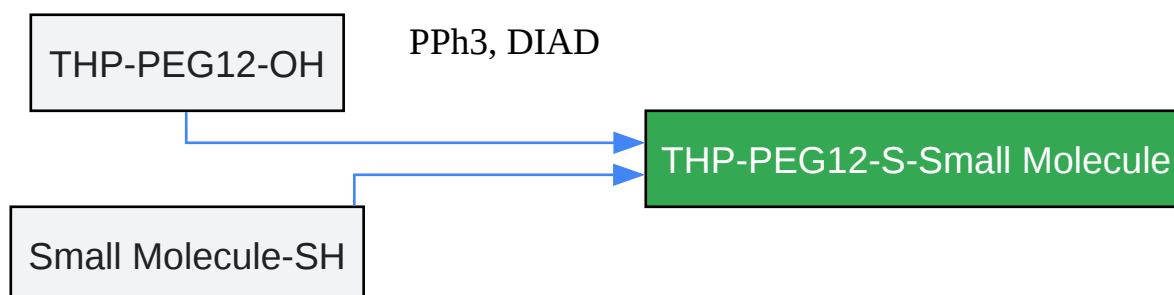 THP-PEG12-OH
PPh3, DIAD
THP-PEG12-S-Small Molecule
Small Molecule-SH